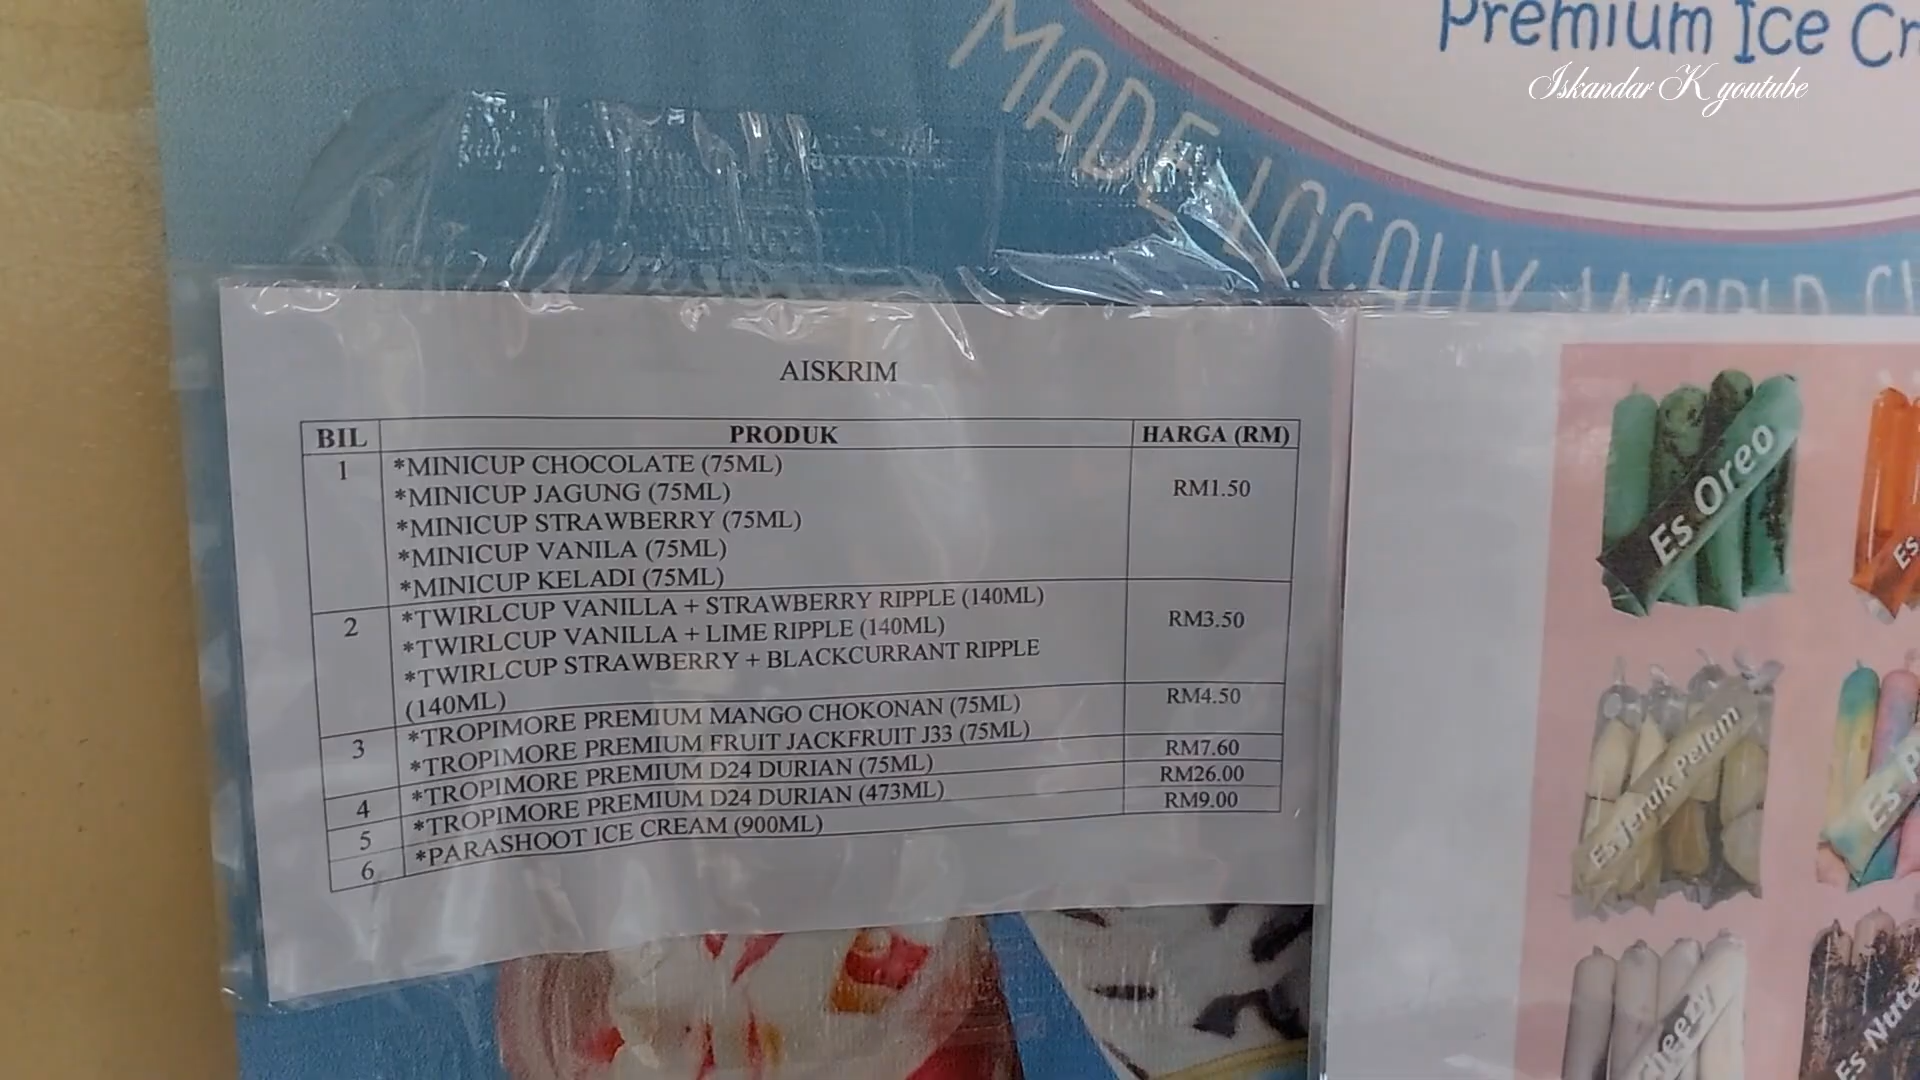 Premium Ice Cr
Iskandar K youtube
MADE LOCALLY WORLD
AISKRIM
BIL PRODUK HARGA (RM)
1 *MINICUP CHOCOLATE (75ML)
*MINICUP JAGUNG (75ML) RM1.50
*MINICUP STRAWBERRY (75ML)
*MINICUP VANILA (75ML)
*MINICUP KELADI (75ML)
2 *TWIRLCUP VANILLA + STRAWBERRY RIPPLE (140ML) RM3.50
*TWIRLCUP VANILLA + LIME RIPPLE (140ML)
*TWIRLCUP STRAWBERRY + BLACKCURRANT RIPPLE
(140ML)
3 *TROPIMORE PREMIUM MANGO CHOKONAN (75ML) RM4.50
*TROPIMORE PREMIUM FRUIT JACKFRUIT J33 (75ML)
4 *TROPIMORE PREMIUM D24 DURIAN (75ML) RM7.60
5 *TROPIMORE PREMIUM D24 DURIAN (473ML) RM26.00
6 *PARASHOOT ICE CREAM (900ML) RM9.00
Es Oreo
Es
Es Jeruk Pelam
Es P
Cheezy
Es Nute